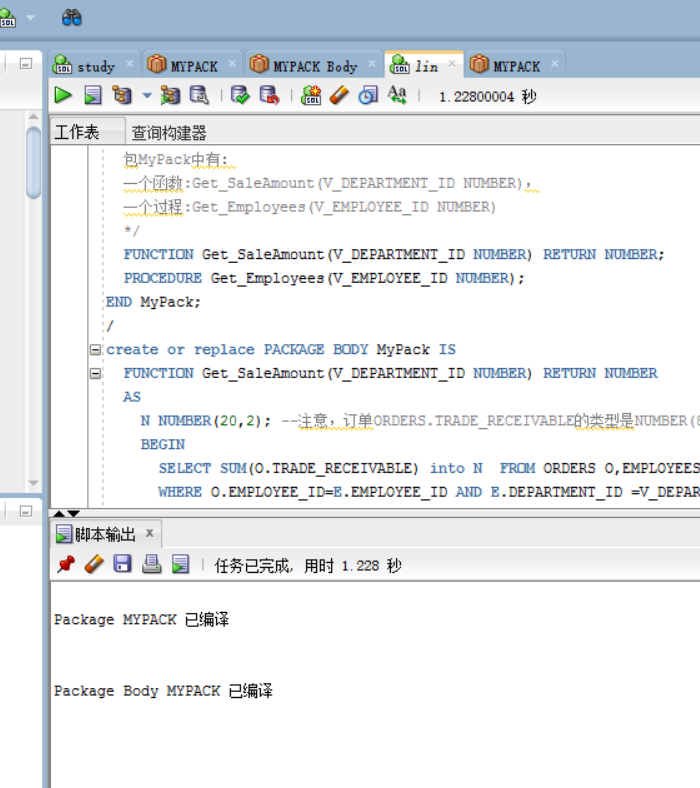 SQL
study MYPACK MYPACK Body lin MYPACK
1.22800004 秒
工作表 查询构建器
包MyPack中有:
一个函数:Get_SaleAmount(V_DEPARTMENT_ID NUMBER),
一个过程:Get_Employees(V_EMPLOYEE_ID NUMBER)
*/
FUNCTION Get_SaleAmount(V_DEPARTMENT_ID NUMBER) RETURN NUMBER;
PROCEDURE Get_Employees(V_EMPLOYEE_ID NUMBER);
END MyPack;
/
create or replace PACKAGE BODY MyPack IS
FUNCTION Get_SaleAmount(V_DEPARTMENT_ID NUMBER) RETURN NUMBER
AS
N NUMBER(20,2); --注意，订单ORDERS.TRADE_RECEIVABLE的类型是NUMBER(8
BEGIN
SELECT SUM(O.TRADE_RECEIVABLE) into N FROM ORDERS O,EMPLOYEES
WHERE O.EMPLOYEE_ID=E.EMPLOYEE_ID AND E.DEPARTMENT_ID =V_DEPAR
脚本输出 x
任务已完成, 用时 1.228 秒
Package MYPACK 已编译
Package Body MYPACK 已编译